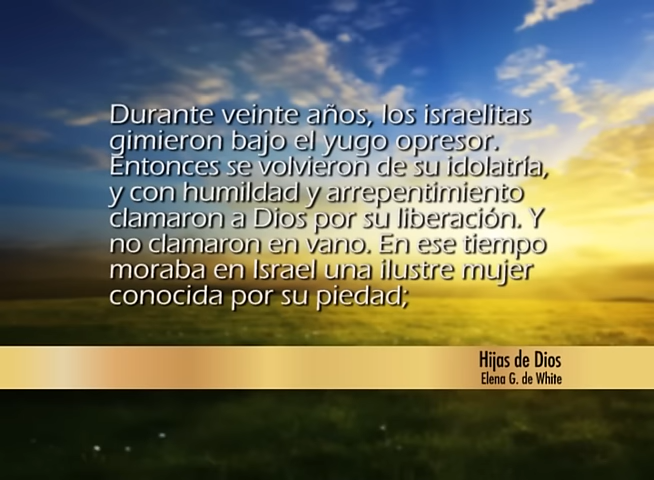 Durante veinte años, los israelitas
gimieron bajo el yugo opresor.
Entonces se volvieron de su idolatría,
y con humildad y arrepentimiento
clamaron a Dios por su liberación. Y
no clamaron en vano. En ese tiempo
moraba en Israel una ilustre mujer
conocida por su piedad;
Hijas de Dios
Elena G. de White